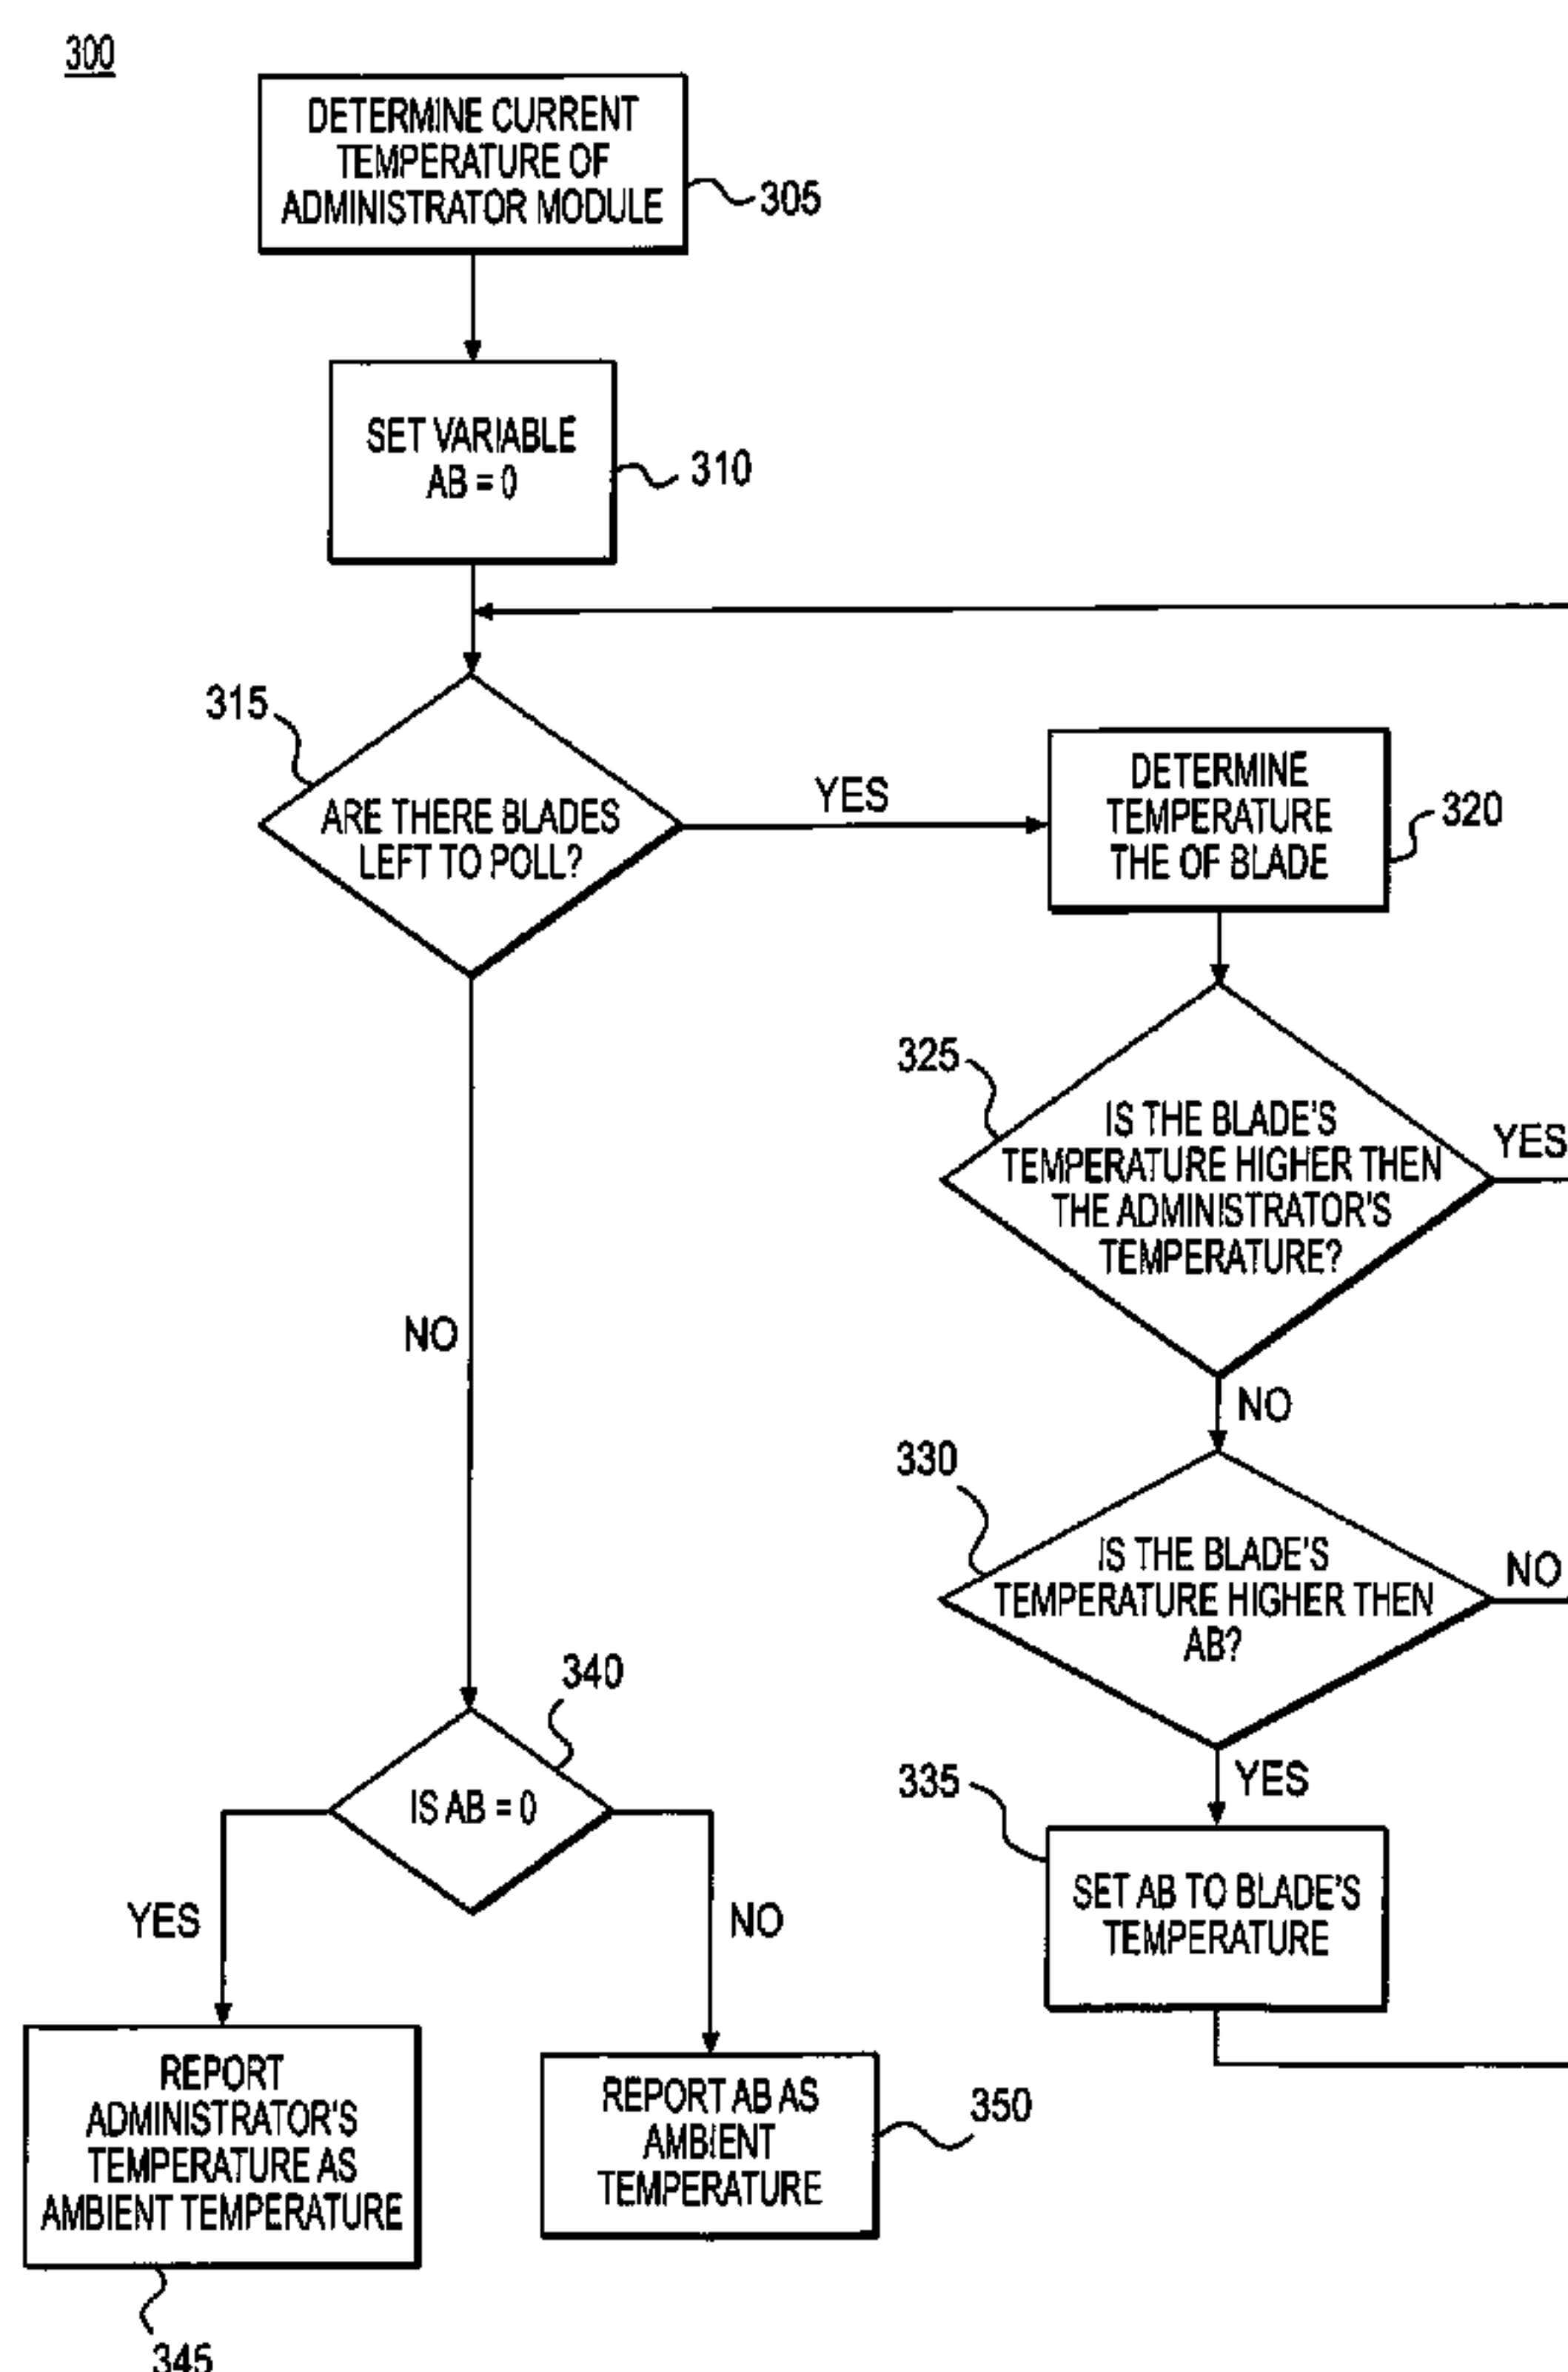 300
DETERMINE CURRENT
TEMPERATURE OF
ADMINISTRATOR MODULE
305
SET VARIABLE
AB = 0
310
315
ARE THERE BLADES
LEFT TO POLL?
YES
DETERMINE
TEMPERATURE
THE OF BLADE
320
325
IS THE BLADE'S
TEMPERATURE HIGHER THEN
THE ADMINISTRATOR'S
TEMPERATURE?
YES
NO
NO
330
IS THE BLADE'S
TEMPERATURE HIGHER THEN
AB?
NO
YES
340
IS AB = 0
YES
NO
335
SET AB TO BLADE'S
TEMPERATURE
REPORT
ADMINISTRATOR'S
TEMPERATURE AS
AMBIENT TEMPERATURE
345
REPORT AB AS
AMBIENT
TEMPERATURE
350